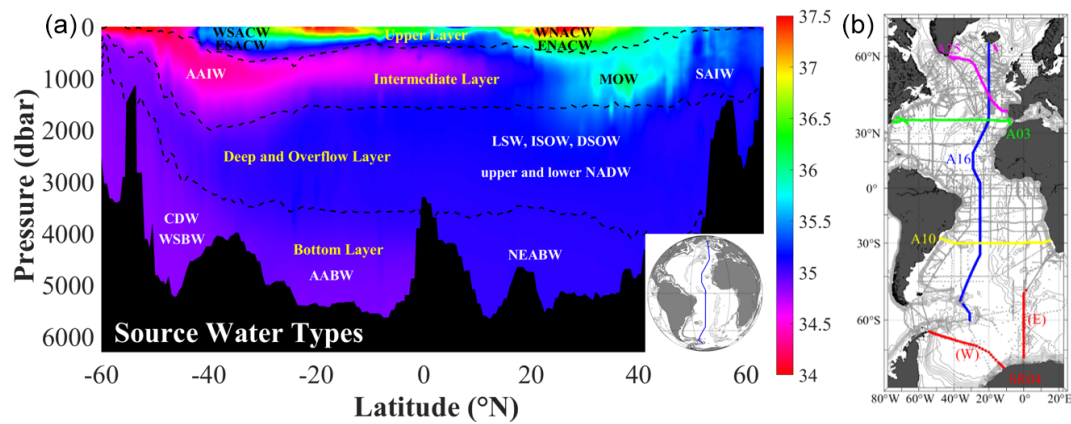 (a)
0
1000
2000
3000
4000
5000
6000
Pressure (dbar)
WSACW
ESACW
Upper Layer
WNACW
ENACW
AAIW
Intermediate Layer
MOW
SAIW
LSW, ISOW, DSOW
Deep and Overflow Layer
upper and lower NADW
CDW
WSBW
Bottom Layer
AABW
NEABW
Source Water Types
-60
-40
-20
0
20
40
60
Latitude (°N)
37.5
37
36.5
36
35.5
35
34.5
34
(b)
60°N
30°N
0°
30°S
60°S
A25
A03
A16
A10
(E)
(W)
SR04
80°W
60°W
40°W
20°W
0°
20°E